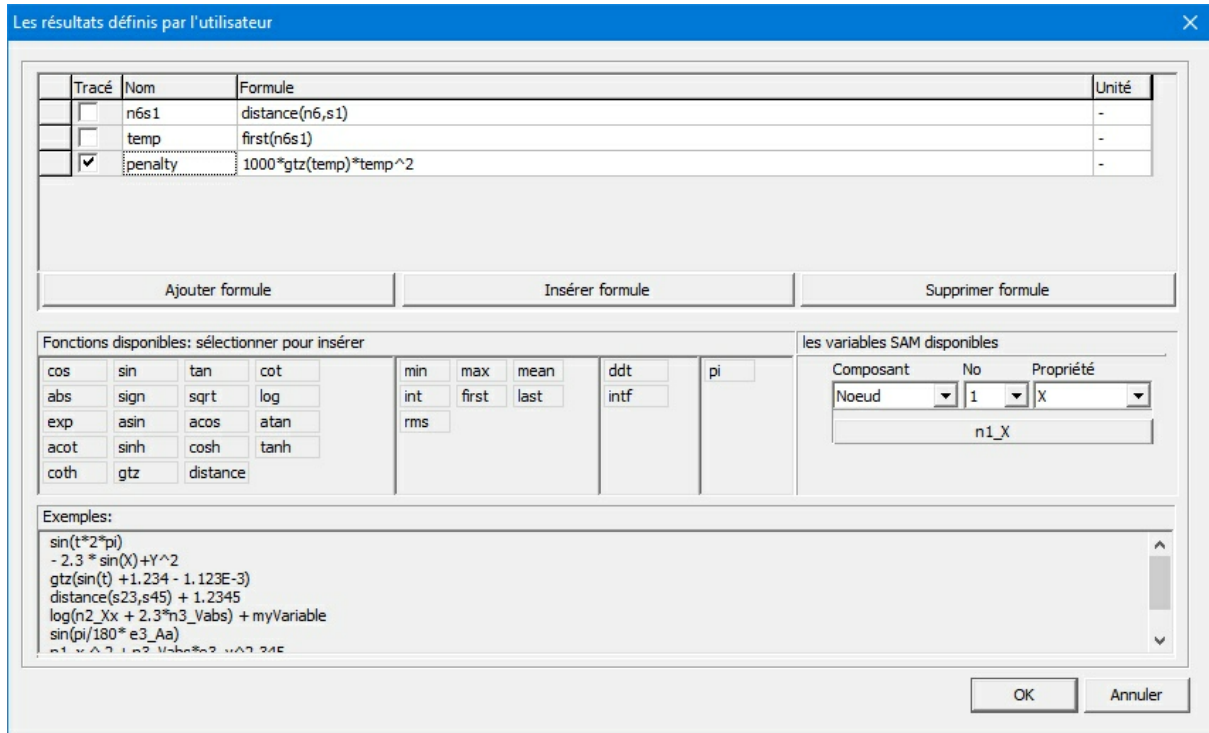 Les résultats définis par l'utilisateur
Tracé Nom Formule Unité
n6s1 distance(n6,s1) -
temp first(n6s1) -
penalty 1000*gtz(temp)*temp^2 -
Ajouter formule Insérer formule Supprimer formule
Fonctions disponibles: sélectionner pour insérer les variables SAM disponibles
cos sin tan cot min max mean ddt pi Composant No Propriété
abs sign sqrt log int first last intf Noeud 1 X
exp asin acos atan rms n1_X
acot sinh cosh tanh
coth gtz distance
Exemples:
sin(t*2*pi)
- 2.3 * sin(X)+Y^2
gtz(sin(t) +1.234 - 1.123E-3)
distance(s23,s45) + 1.2345
log(n2_Xx + 2.3*n3_Vabs) + myVariable
sin(pi/180* e3_Aa)
OK Annuler